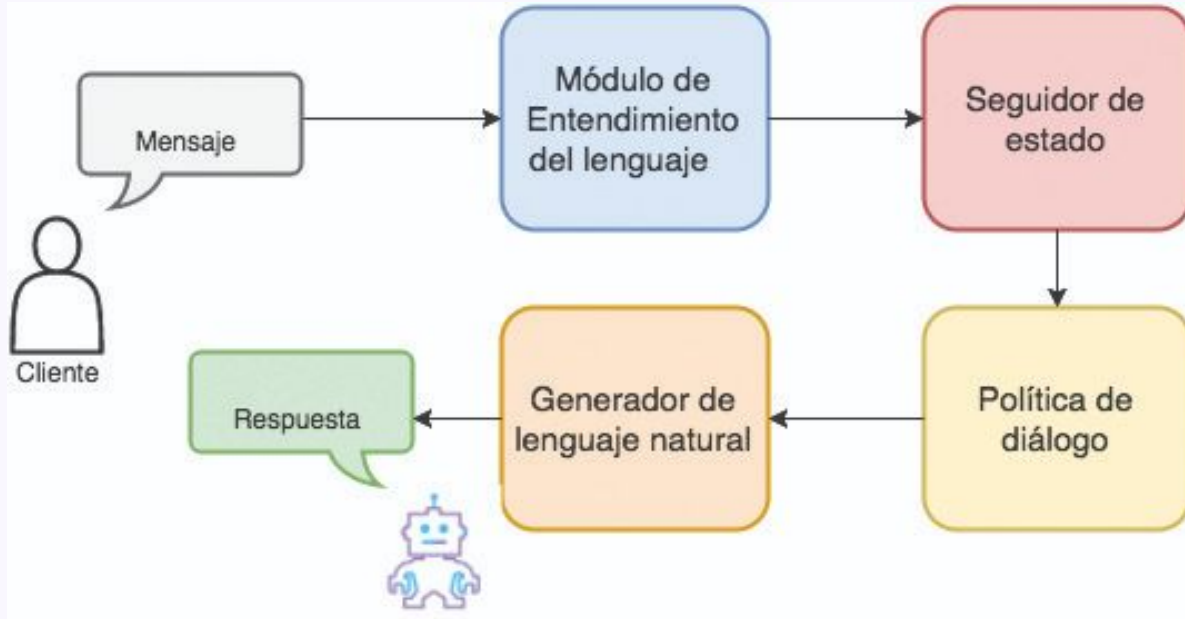 Mensaje
Módulo de
Entendimiento
del lenguaje
Seguidor de
estado
Cliente
Respuesta
Generador de
lenguaje natural
Política de
diálogo